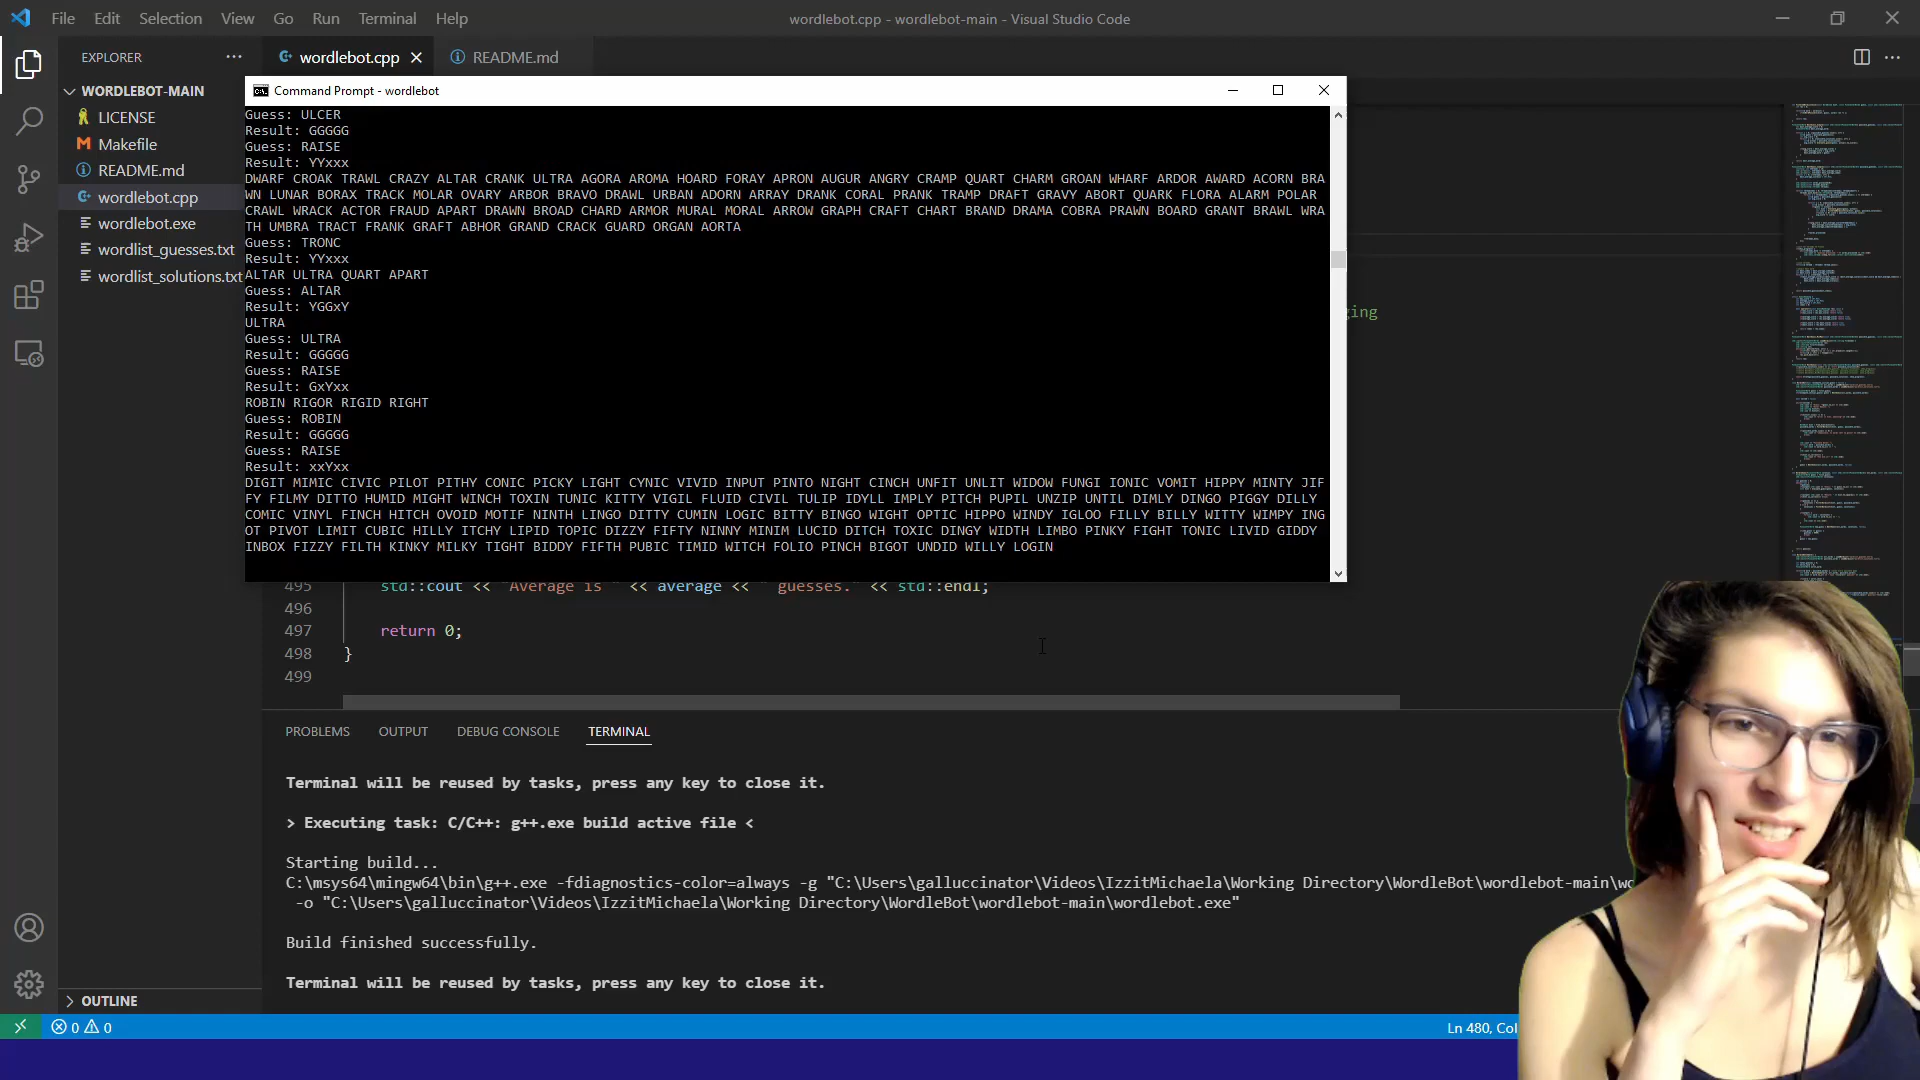 File Edit Selection View Go Run Terminal Help
wordlebot.cpp - wordlebot-main - Visual Studio Code
EXPLORER
wordlebot.cpp
README.md
WORDLEBOT-MAIN
LICENSE
Makefile
README.md
wordlebot.cpp
wordlebot.exe
wordlist_guesses.txt
wordlist_solutions.txt
Command Prompt - wordlebot
Guess: ULCER
Result: GGGGG
Guess: RAISE
Result: YYxxx
DWARF CROAK TRAWL CRAZY ALTAR CRANK ULTRA AGORA AROMA HOARD FORAY APRON AUGUR ANGRY CRAMP QUART CHARM GROAN WHARF ARDOR AWARD ACORN BRA
WN LUNAR BORAX TRACK MOLAR OVARY ARBOR BRAVO DRAWL URBAN ADORN ARRAY DRANK CORAL PRANK TRAMP DRAFT GRAVY ABORT QUARK FLORA ALARM POLAR
CRAWL WRACK ACTOR FRAUD APART DRAWN BROAD CHARD ARMOR MURAL MORAL ARROW GRAPH CRAFT CHART BRAND DRAMA COBRA PRAWN BOARD GRANT BRAWL WRA
TH UMBRA TRACT FRANK GRAFT ABHOR GRAND CRACK GUARD ORGAN AORTA
Guess: TRONC
Result: YYxxx
ALTAR ULTRA QUART APART
Guess: ALTAR
Result: YGGxY
ULTRA
Guess: ULTRA
Result: GGGGG
Guess: RAISE
Result: GxYxx
ROBIN RIGOR RIGID RIGHT
Guess: ROBIN
Result: GGGGG
Guess: RAISE
Result: xxYxx
DIGIT MIMIC CIVIC PILOT PITHY CONIC PICKY LIGHT CYNIC VIVID INPUT PINTO NIGHT CINCH UNFIT UNLIT WIDOW FUNGI IONIC VOMIT HIPPY MINTY JIF
FY FILMY DITTO HUMID MIGHT WINCH TOXIN TUNIC KITTY VIGIL FLUID CIVIL TULIP IDYLL IMPLY PITCH PUPIL UNZIP UNTIL DIMLY DINGO PIGGY DILLY
COMIC VINYL FINCH HITCH OVOID MOTIF NINTH LINGO DITTY CUMIN LOGIC BITTY BINGO WIGHT OPTIC HIPPO WINDY IGLOO FILLY BILLY WITTY WIMPY ING
OT PIVOT LIMIT CUBIC HILLY ITCHY LIPID TOPIC DIZZY FIFTY NINNY MINIM LUCID DITCH TOXIC DINGY WIDTH LIMBO PINKY FIGHT TONIC LIVID GIDDY
INBOX FIZZY FILTH KINKY MILKY TIGHT BIDDY FIFTH PUBIC TIMID WITCH FOLIO PINCH BIGOT UNDID WILLY LOGIN
ging
495 std::cout << "Average is " << average << " guesses." << std::endl;
496
497 return 0;
498 }
499
PROBLEMS OUTPUT DEBUG CONSOLE TERMINAL
Terminal will be reused by tasks, press any key to close it.
> Executing task: C/C++: g++.exe build active file <
Starting build...
C:\msys64\mingw64\bin\g++.exe -fdiagnostics-color=always -g "C:\Users\galluccinator\Videos\IzzitMichaela\Working Directory\WordleBot\wordlebot-main\wo
-o "C:\Users\galluccinator\Videos\IzzitMichaela\Working Directory\WordleBot\wordlebot-main\wordlebot.exe"
Build finished successfully.
Terminal will be reused by tasks, press any key to close it.
OUTLINE
0 0
Ln 480, Col